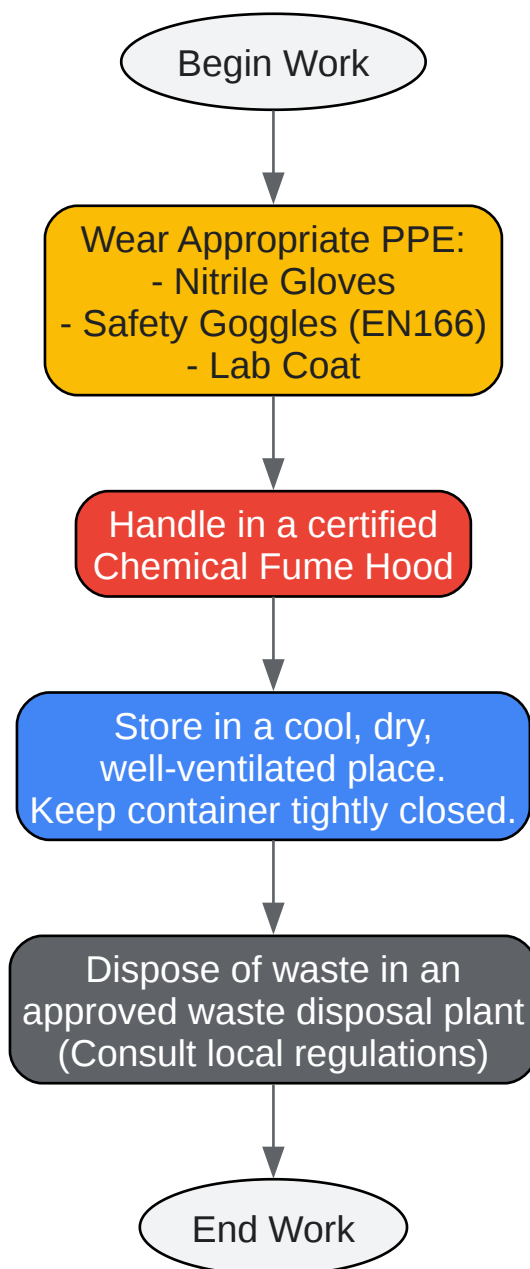 Begin Work
Wear Appropriate PPE:
- Nitrile Gloves
- Safety Goggles (EN166)
- Lab Coat
Handle in a certified
Chemical Fume Hood
Store in a cool, dry,
well-ventilated place.
Keep container tightly closed.
Dispose of waste in an
approved waste disposal plant
(Consult local regulations)
End Work